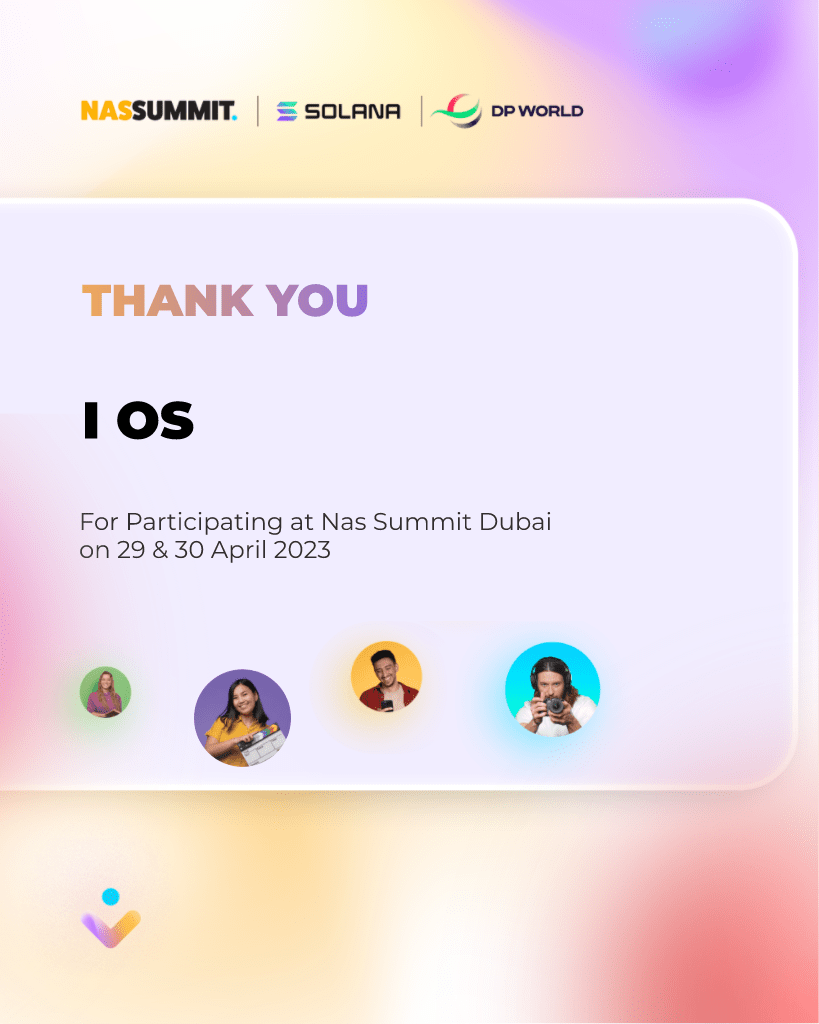 NASSUMMIT. | SOLANA | DP WORLD
THANK YOU
I OS
For Participating at Nas Summit Dubai
on 29 & 30 April 2023